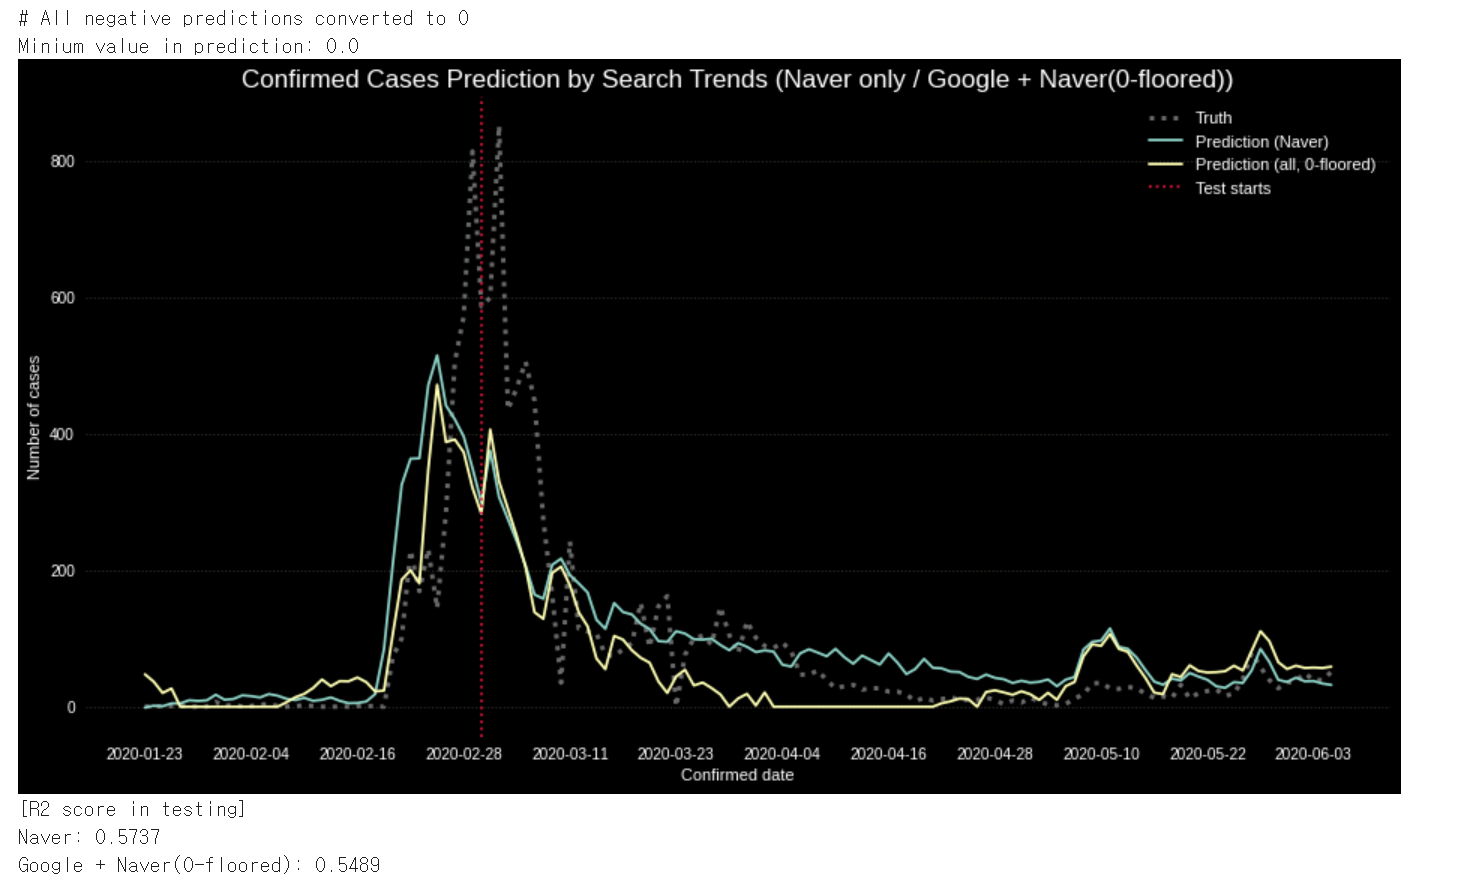 # All negative predictions converted to 0
Minium value in prediction: 0.0
Confirmed Cases Prediction by Search Trends (Naver only / Google + Naver(0-floored))
Truth
Prediction (Naver)
Prediction (all, 0-floored)
Test starts
Number of cases
800
600
400
200
0
2020-01-23 2020-02-04 2020-02-16 2020-02-28 2020-03-11 2020-03-23 2020-04-04 2020-04-16 2020-04-28 2020-05-10 2020-05-22 2020-06-03
Confirmed date
[R2 score in testing]
Naver: 0.5737
Google + Naver(0-floored): 0.5489